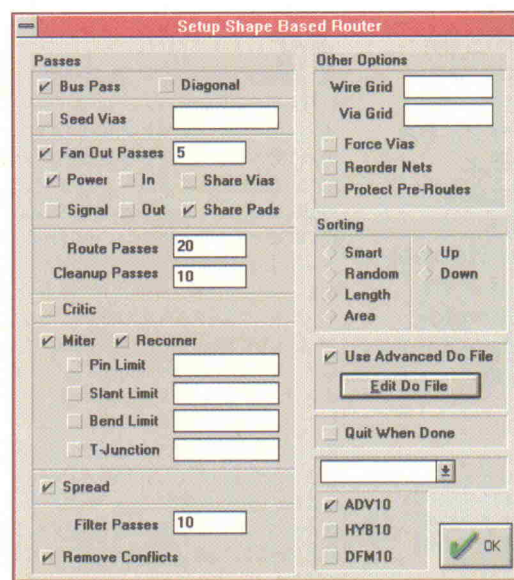 Setup Shape Based Router
Passes
Bus Pass Diagonal
Seed Vias
Fan Out Passes 5
Power In Share Vias
Signal Out Share Pads
Route Passes 20
Cleanup Passes 10
Critic
Miter Recorner
Pin Limit
Slant Limit
Bend Limit
T-Junction
Spread
Filter Passes 10
Remove Conflicts
Other Options
Wire Grid
Via Grid
Force Vias
Reorder Nets
Protect Pre-Routes
Sorting
Smart Up
Random Down
Length
Area
Use Advanced Do File
Edit Do File
Quit When Done
ADV10
HYB10
DFM10
OK